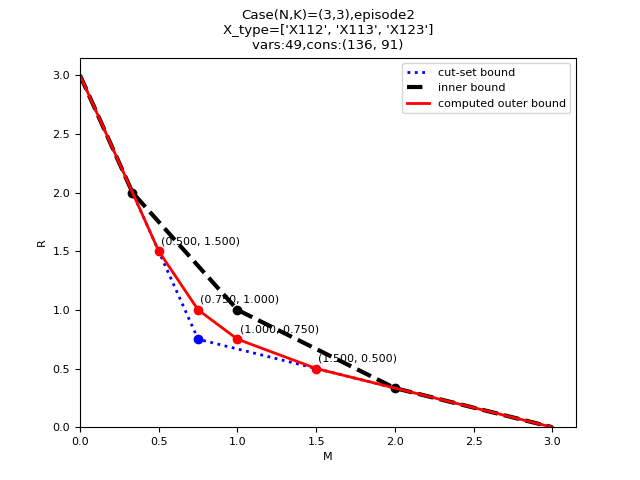 Case(N,K)=(3,3),episode2
X_type=['X112', 'X113', 'X123']
vars:49,cons:(136, 91)
cut-set bound
inner bound
computed outer bound
3.0
2.5
2.0
1.5
1.0
0.5
0.0
R
(0.500, 1.500)
(0.750, 1.000)
(1.000, 0.750)
(1.500, 0.500)
0.0 0.5 1.0 1.5 2.0 2.5 3.0
M